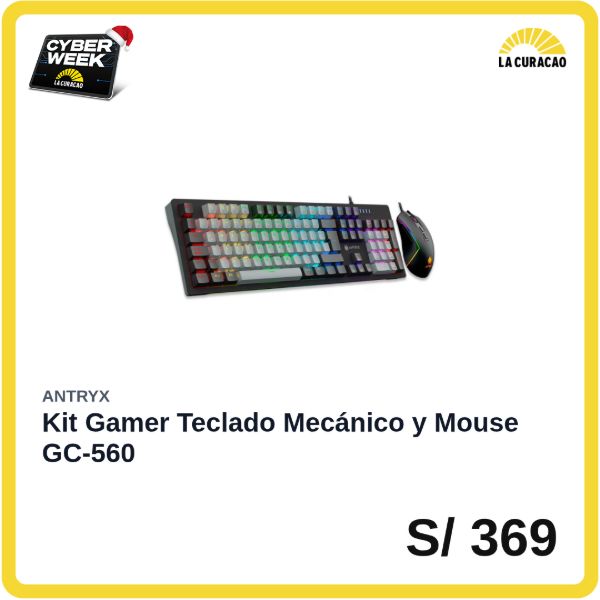 CYBER
WEEK
LA CURACAO
LA CURACAO
ANTRYX
Kit Gamer Teclado Mecánico y Mouse
GC-560
S/ 369